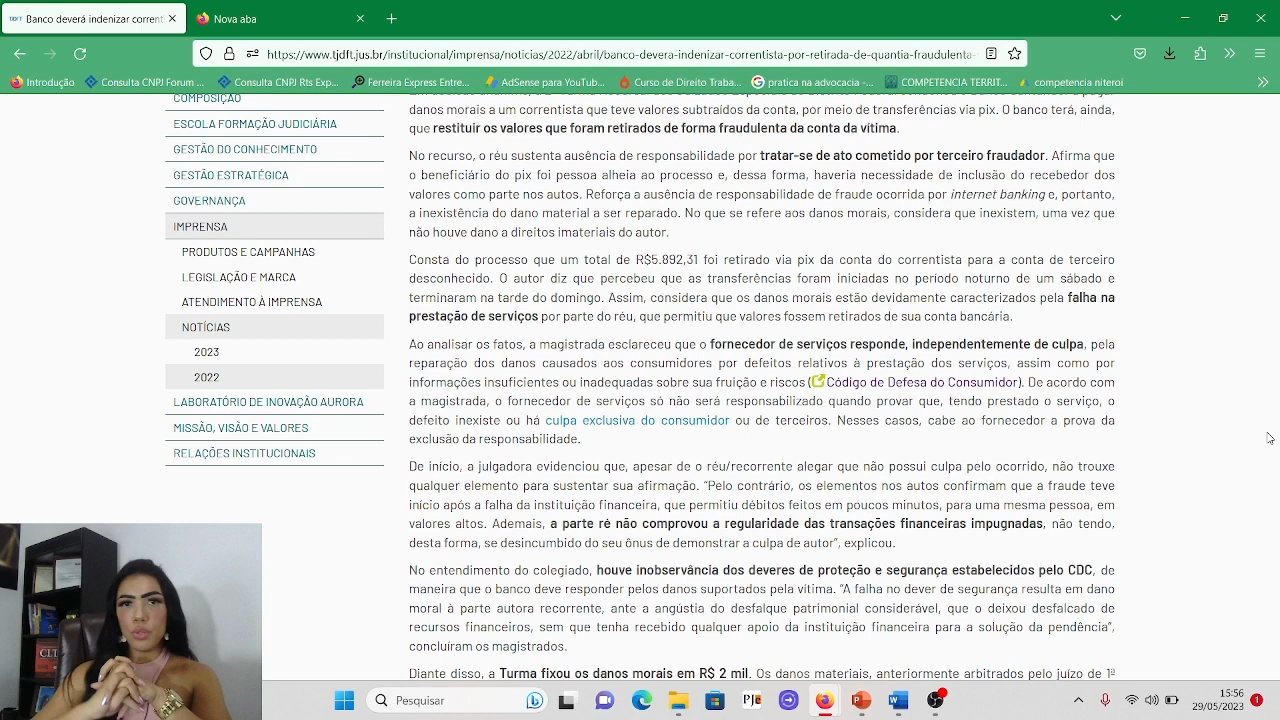 TJDFT Banco deverá indenizar corrent
Nova aba
https://www.tjdft.jus.br/institucional/imprensa/noticias/2022/abril/banco-devera-indenizar-correntista-por-retirada-de-quantia-fraudulenta-
Introdução
Consulta CNPJ Forum ...
Consulta CNPJ Rts Exp...
Ferreira Express Entre...
AdSense para YouTub...
Curso de Direito Traba...
pratica na advocacia -...
COMPETENCIA TERRIT...
competencia niteroi
COMPOSIÇÃO
ESCOLA FORMAÇÃO JUDICIÁRIA
GESTÃO DO CONHECIMENTO
GESTÃO ESTRATÉGICA
GOVERNANÇA
IMPRENSA
PRODUTOS E CAMPANHAS
LEGISLAÇÃO E MARCA
ATENDIMENTO À IMPRENSA
NOTÍCIAS
2023
2022
LABORATÓRIO DE INOVAÇÃO AURORA
MISSÃO, VISÃO E VALORES
RELAÇÕES INSTITUCIONAIS
danos morais a um correntista que teve valores subtraídos da conta, por meio de transferências via pix. O banco terá, ainda,
que restituir os valores que foram retirados de forma fraudulenta da conta da vítima.
No recurso, o réu sustenta ausência de responsabilidade por tratar-se de ato cometido por terceiro fraudador. Afirma que
o beneficiário do pix foi pessoa alheia ao processo e, dessa forma, haveria necessidade de inclusão do recebedor dos
valores como parte nos autos. Reforça a ausência de responsabilidade de fraude ocorrida por internet banking e, portanto,
a inexistência do dano material a ser reparado. No que se refere aos danos morais, considera que inexistem, uma vez que
não houve dano a direitos imateriais do autor.
Consta do processo que um total de R$5.892,31 foi retirado via pix da conta do correntista para a conta de terceiro
desconhecido. O autor diz que percebeu que as transferências foram iniciadas no período noturno de um sábado e
terminaram na tarde do domingo. Assim, considera que os danos morais estão devidamente caracterizados pela falha na
prestação de serviços por parte do réu, que permitiu que valores fossem retirados de sua conta bancária.
Ao analisar os fatos, a magistrada esclareceu que o fornecedor de serviços responde, independentemente de culpa, pela
reparação dos danos causados aos consumidores por defeitos relativos à prestação dos serviços, assim como por
informações insuficientes ou inadequadas sobre sua fruição e riscos (Código de Defesa do Consumidor). De acordo com
a magistrada, o fornecedor de serviços só não será responsabilizado quando provar que, tendo prestado o serviço, o
defeito inexiste ou há culpa exclusiva do consumidor ou de terceiros. Nesses casos, cabe ao fornecedor a prova da
exclusão da responsabilidade.
De início, a julgadora evidenciou que, apesar de o réu/recorrente alegar que não possui culpa pelo ocorrido, não trouxe
qualquer elemento para sustentar sua afirmação. “Pelo contrário, os elementos nos autos confirmam que a fraude teve
início após a falha da instituição financeira, que permitiu débitos feitos em poucos minutos, para uma mesma pessoa, em
valores altos. Ademais, a parte ré não comprovou a regularidade das transações financeiras impugnadas, não tendo,
desta forma, se desincumbido do seu ônus de demonstrar a culpa de autor”, explicou.
No entendimento do colegiado, houve inobservância dos deveres de proteção e segurança estabelecidos pelo CDC, de
maneira que o banco deve responder pelos danos suportados pela vítima. “A falha no dever de segurança resulta em dano
moral à parte agora recorrente, ante a angústia do desfalque patrimonial considerável, que o deixou desfalcado de
recursos financeiros, sem que tenha recebido qualquer apoio da instituição financeira para a solução da pendência”,
concluíram os magistrados.
Diante disso, a Turma fixou os danos morais em R$ 2 mil. Os danos materiais, anteriormente arbitrados pelo juízo de 1ª
CLT
Pesquisar
PJe
15:56
29/05/2023
1